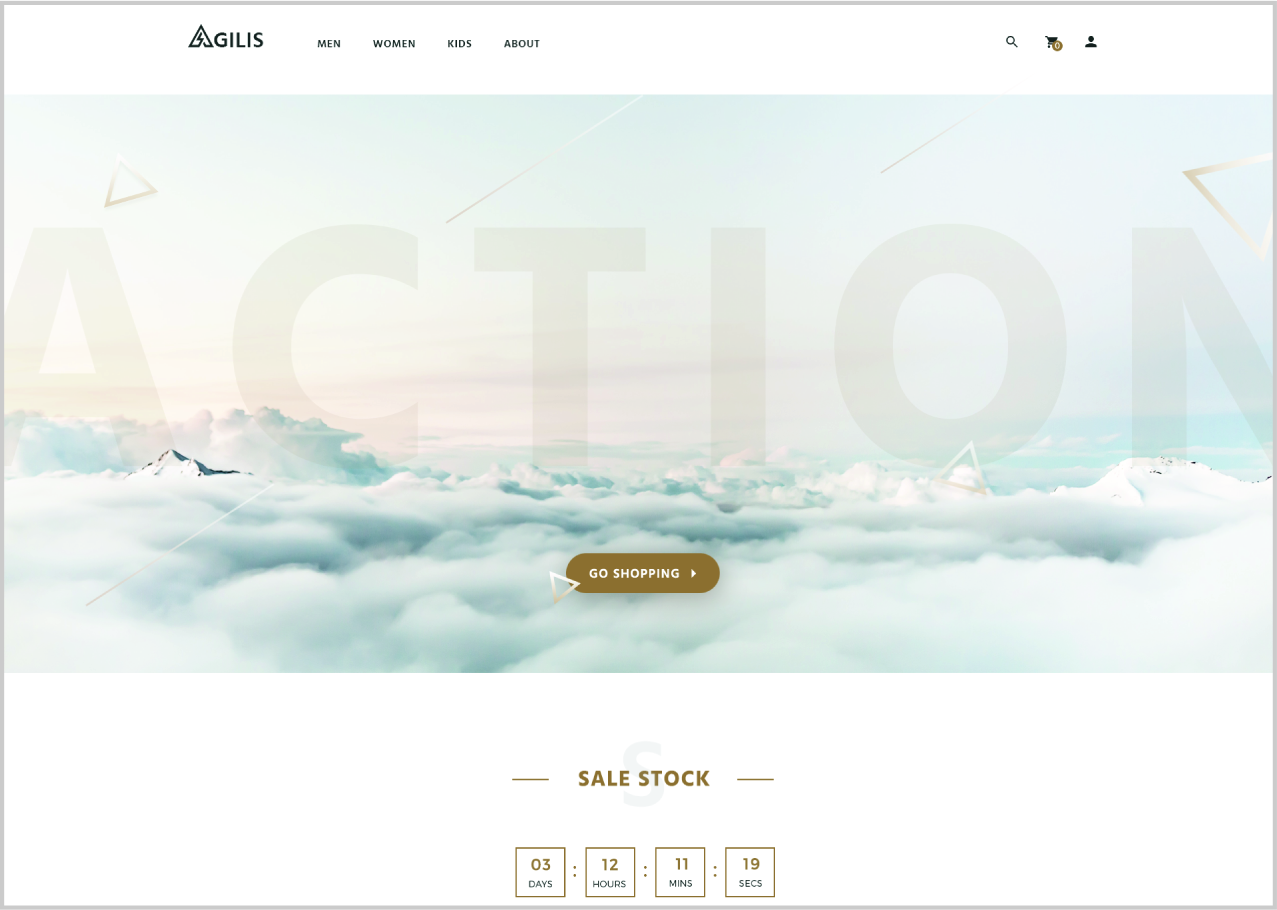 AGILIS
MEN WOMEN KIDS ABOUT
0
ACTION
GO SHOPPING
S
SALE STOCK
03 : 12 : 11 : 19
DAYS HOURS MINS SECS